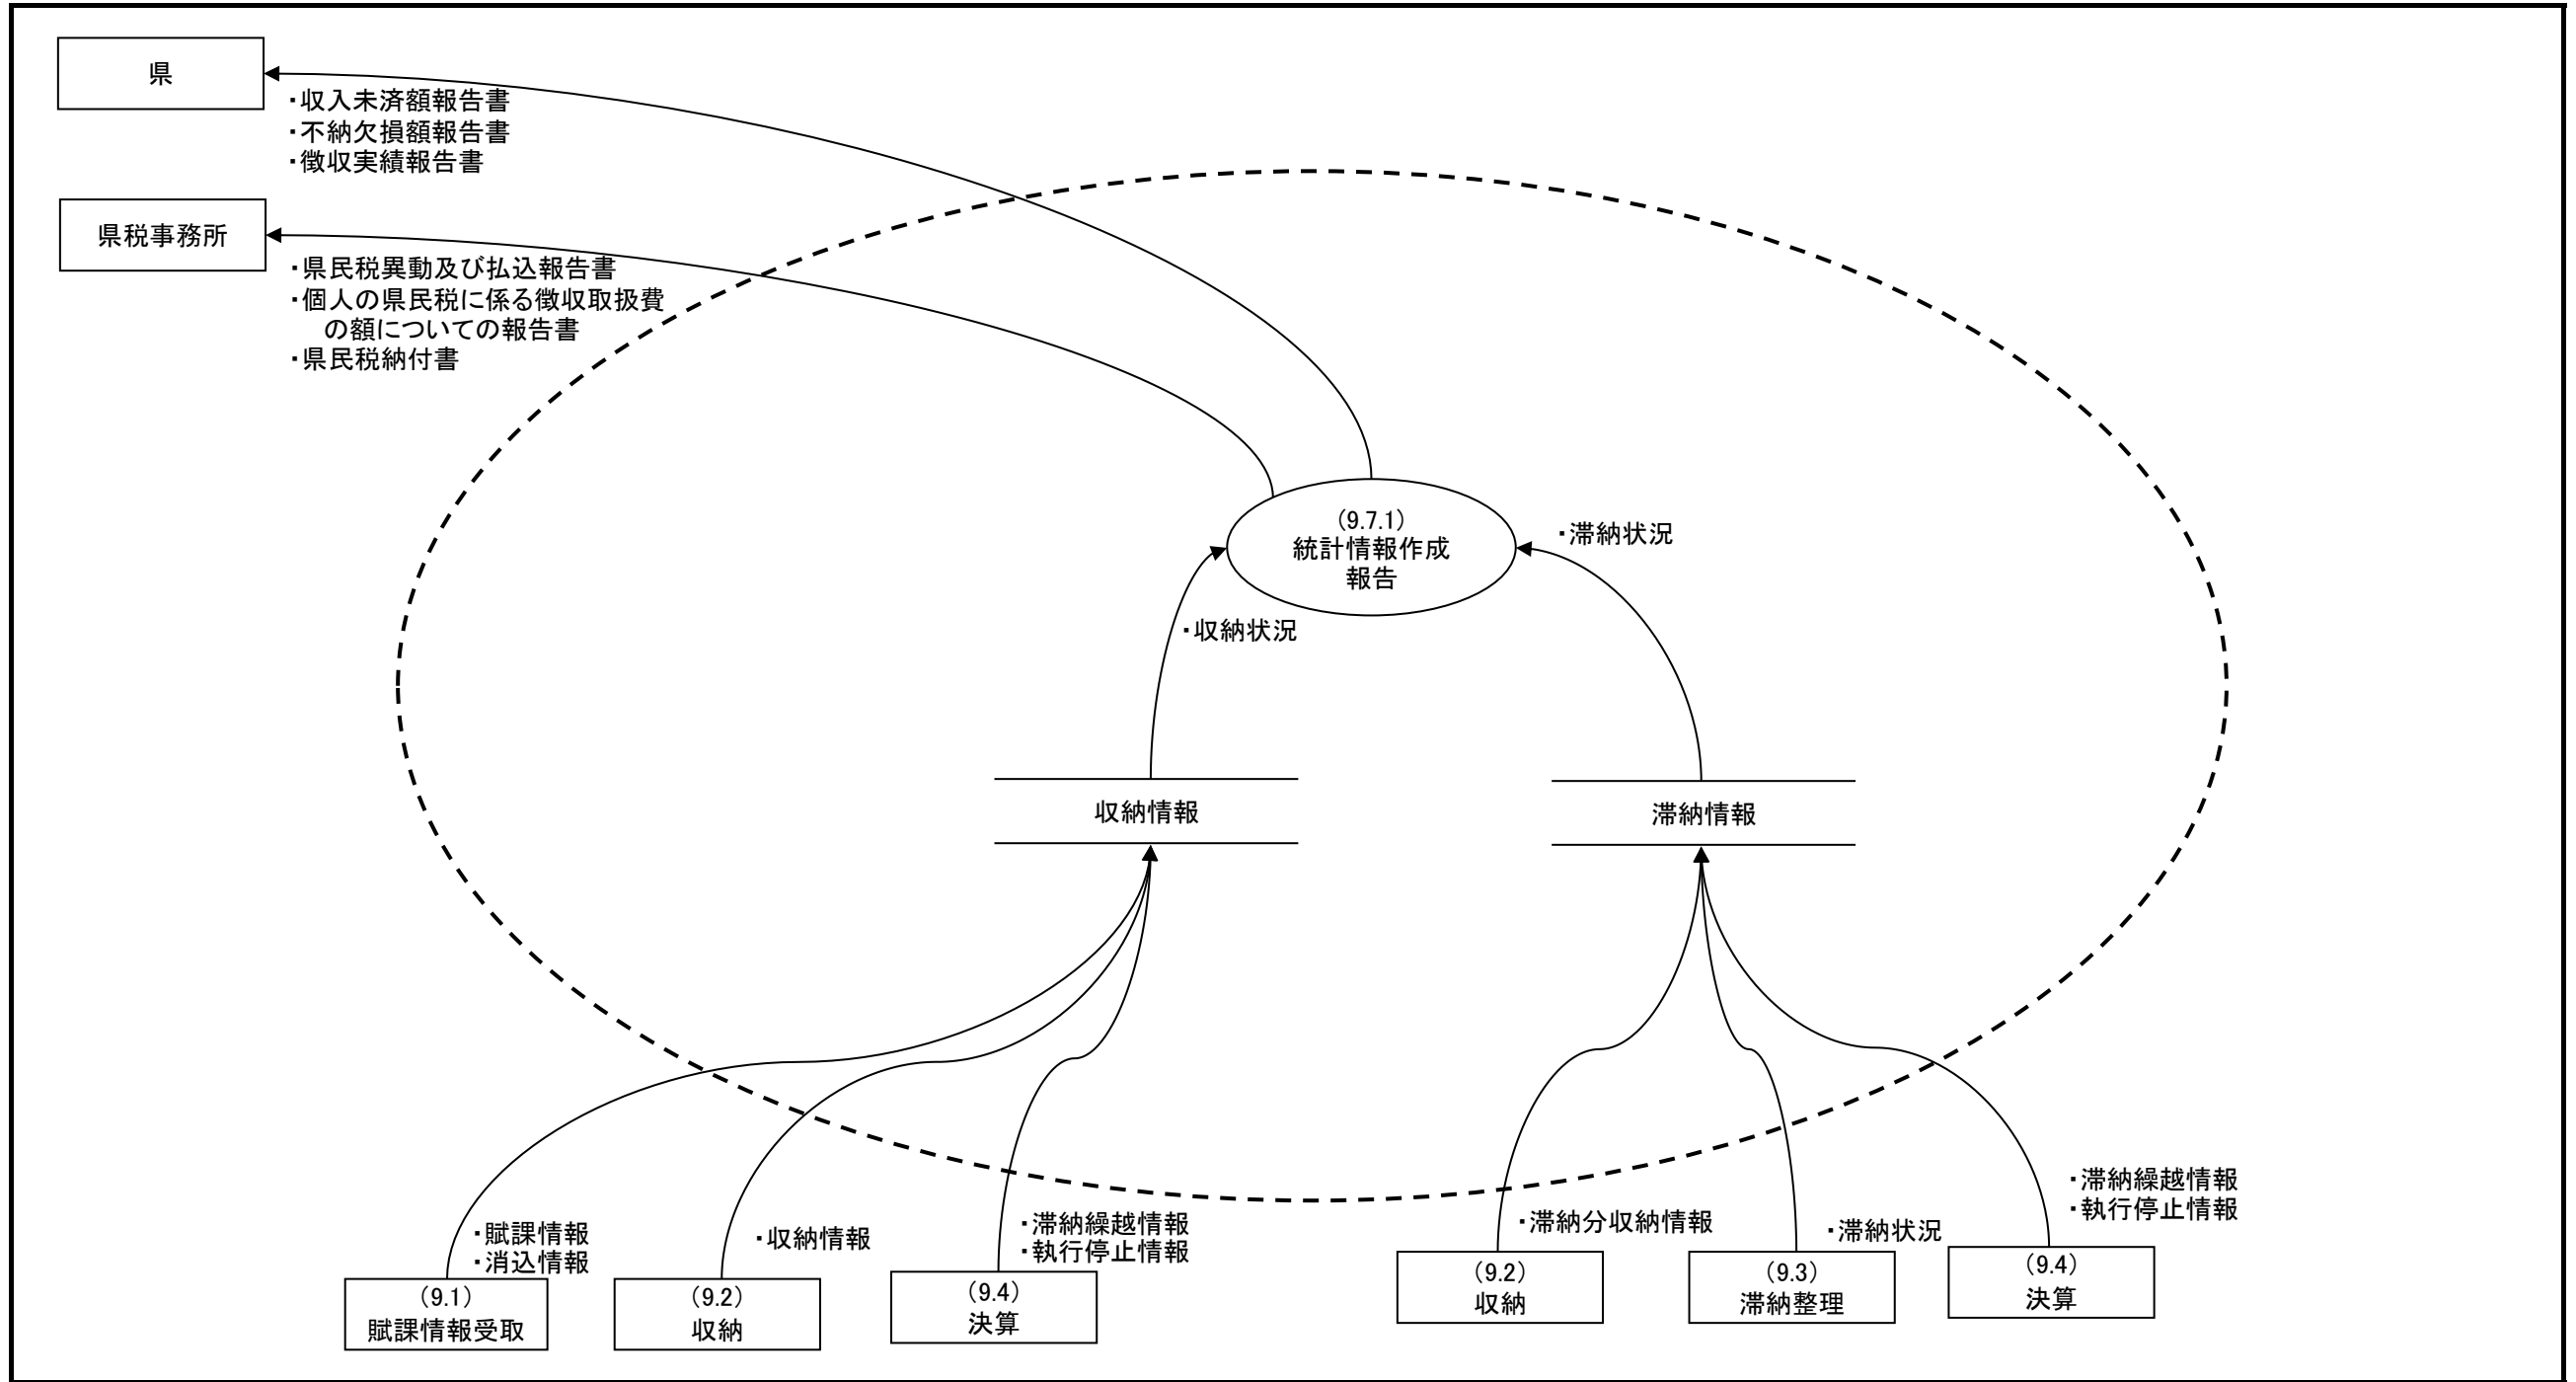 県
・収入未済額報告書
・不納欠損額報告書
・徴収実績報告書
県税事務所
・県民税異動及び払込報告書
・個人の県民税に係る徴収取扱費
の額についての報告書
・県民税納付書
（9.7.1）
統計情報作成
報告
・滞納状況
・収納状況
収納情報
滞納情報
・賦課情報
・消込情報
・収納情報
・滞納繰越情報
・執行停止情報
・滞納分収納情報
・滞納状況
・滞納繰越情報
・執行停止情報
（9.1）
賦課情報受取
（9.2）
収納
（9.4）
決算
（9.2）
収納
（9.3）
滞納整理
（9.4）
決算